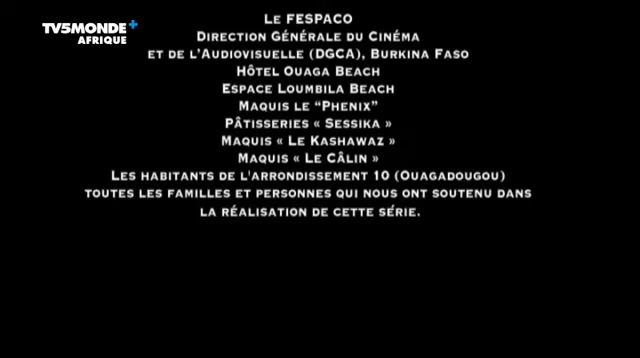 TV5MONDE+
AFRIQUE
LE FESPACO
DIRECTION GÉNÉRALE DU CINÉMA
ET DE L'AUDIOVISUELLE (DGCA), BURKINA FASO
HÔTEL OUAGA BEACH
ESPACE LOUMBILA BEACH
MAQUIS LE “PHENIX”
PÂTISSERIES « SESSIKA »
MAQUIS « LE KASHAWAZ »
MAQUIS « LE CÂLIN »
LES HABITANTS DE L'ARRONDISSEMENT 10 (OUAGADOUGOU)
TOUTES LES FAMILLES ET PERSONNES QUI NOUS ONT SOUTENU DANS
LA RÉALISATION DE CETTE SÉRIE.